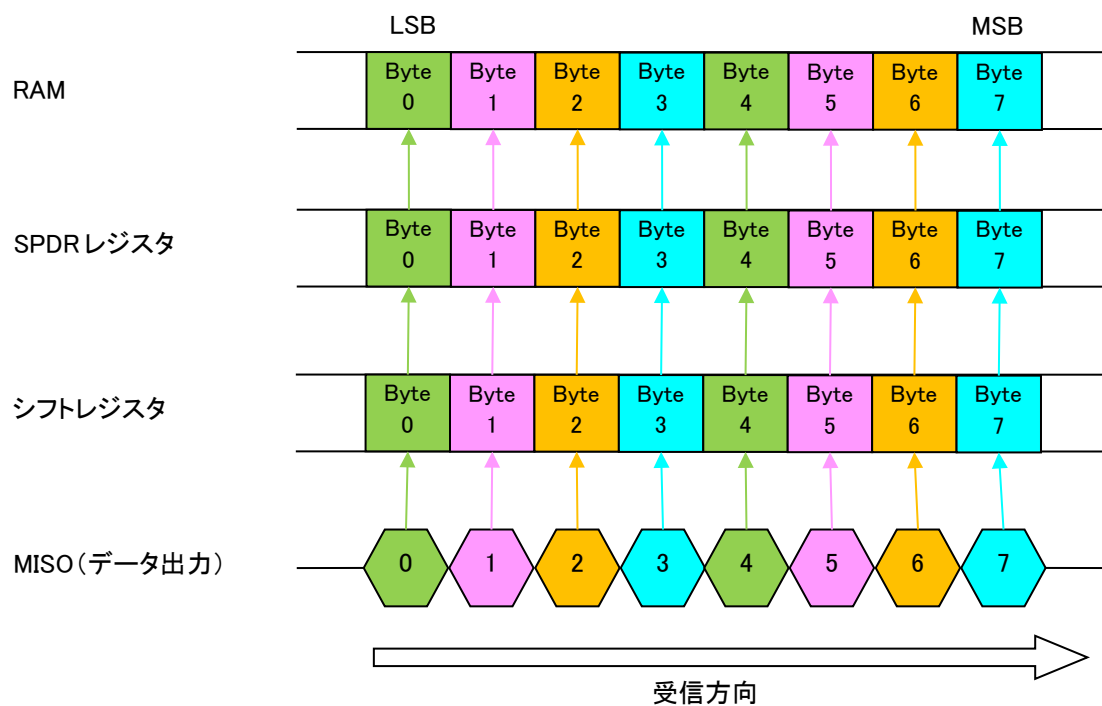 LSB MSB
RAM
Byte 0 Byte 1 Byte 2 Byte 3 Byte 4 Byte 5 Byte 6 Byte 7
SPDRレジスタ
Byte 0 Byte 1 Byte 2 Byte 3 Byte 4 Byte 5 Byte 6 Byte 7
シフトレジスタ
Byte 0 Byte 1 Byte 2 Byte 3 Byte 4 Byte 5 Byte 6 Byte 7
MISO(データ出力)
0 1 2 3 4 5 6 7
受信方向